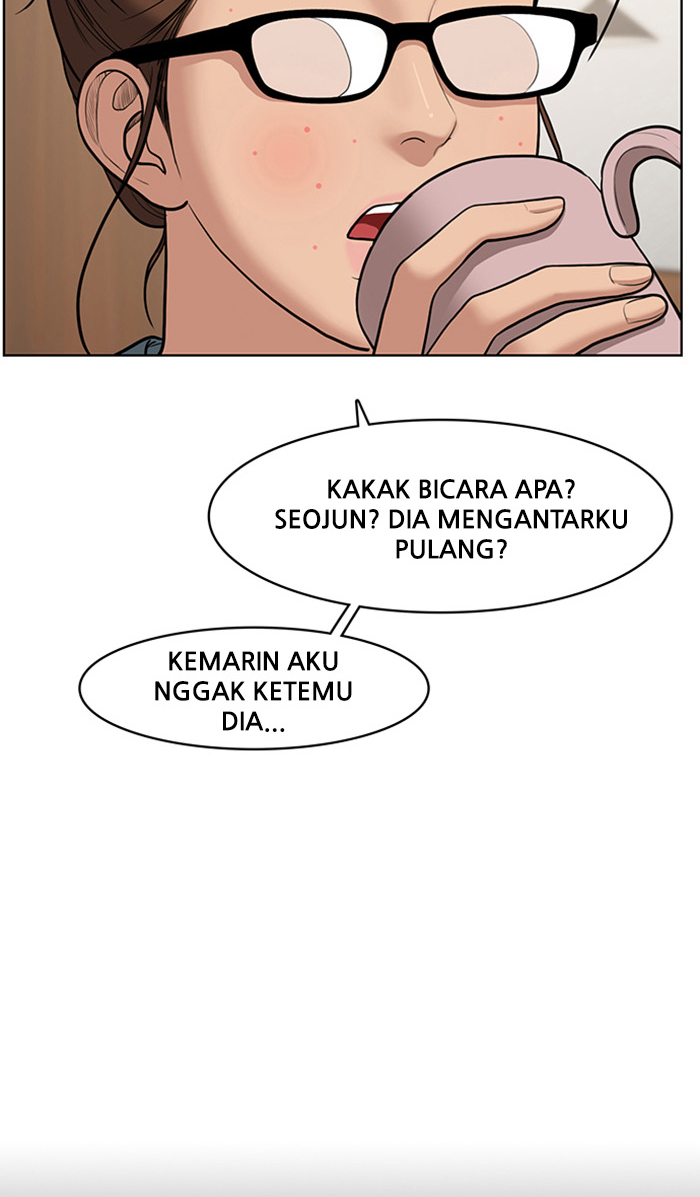 KAKAK BICARA APA?
SEOJUN? DIA MENGANTARKU
PULANG?
KEMARIN AKU
NGGAK KETEMU
DIA...